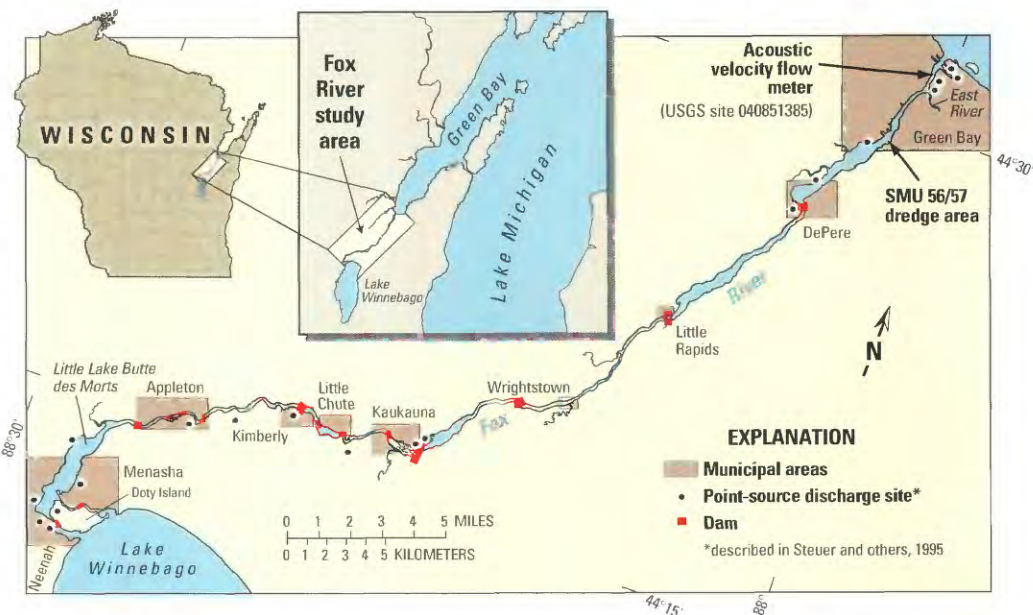 WISCONSIN
Fox
River
study
area
Green Bay
Lake Michigan
Lake
Winnebago
Acoustic
velocity flow
meter
(USGS site 040851385)
East
River
Green Bay
44°30'
SMU 56/57
dredge area
DePere
River
Little
Rapids
N
Little Lake Butte
des Morts
Appleton
Little
Chute
Wrightstown
Kaukauna
Kimberly
Fox
88°30'
Menasha
Doty Island
Neenah
Lake
Winnebago
0 1 2 3 4 5 MILES
0 1 2 3 4 5 KILOMETERS
EXPLANATION
Municipal areas
Point-source discharge site*
Dam
*described in Steuer and others, 1995
44°15'
88°